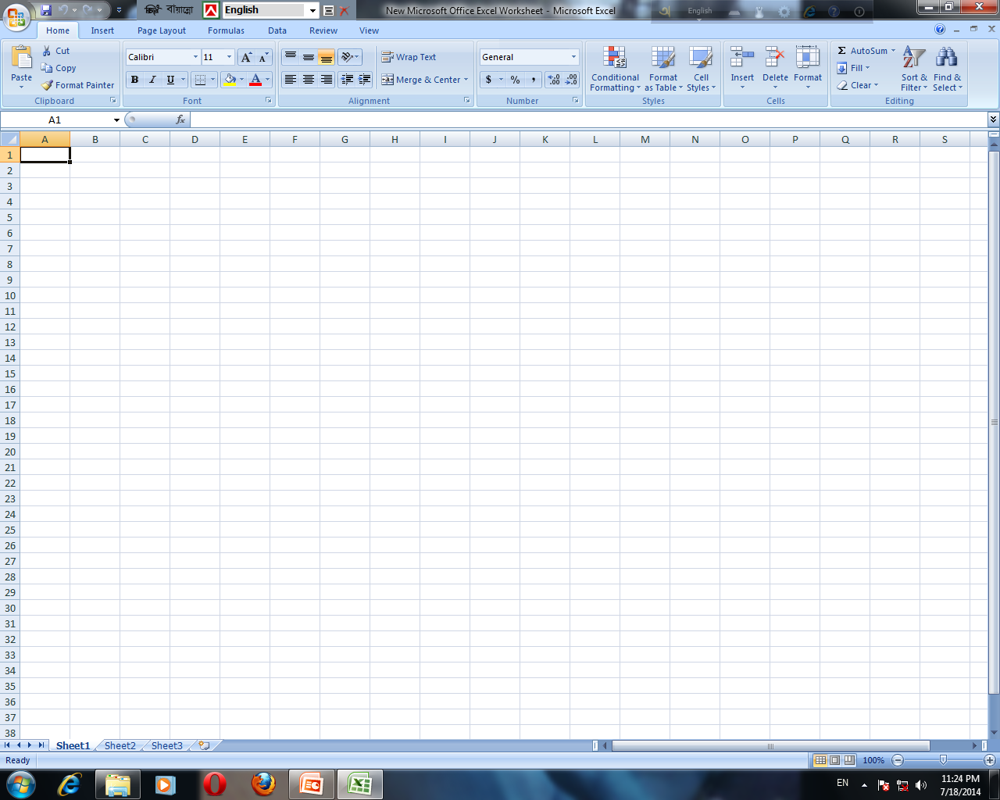 বায়ান্নো English New Microsoft Office Excel Worksheet - Microsoft Excel English
Home Insert Page Layout Formulas Data Review View
Paste Cut Copy Format Painter
Calibri 11
B I U A
Wrap Text
Merge & Center
General
$ % , .00 .00
Conditional Formatting
Format as Table
Cell Styles
Insert Delete Format
Σ AutoSum
Fill
Clear
Sort & Filter
Find & Select
Clipboard Font Alignment Number Styles Cells Editing
A1 fx
A B C D E F G H I J K L M N O P Q R S
1
2
3
4
5
6
7
8
9
10
11
12
13
14
15
16
17
18
19
20
21
22
23
24
25
26
27
28
29
30
31
32
33
34
35
36
37
38
Sheet1 Sheet2 Sheet3
Ready 100%
EN 11:24 PM
7/18/2014